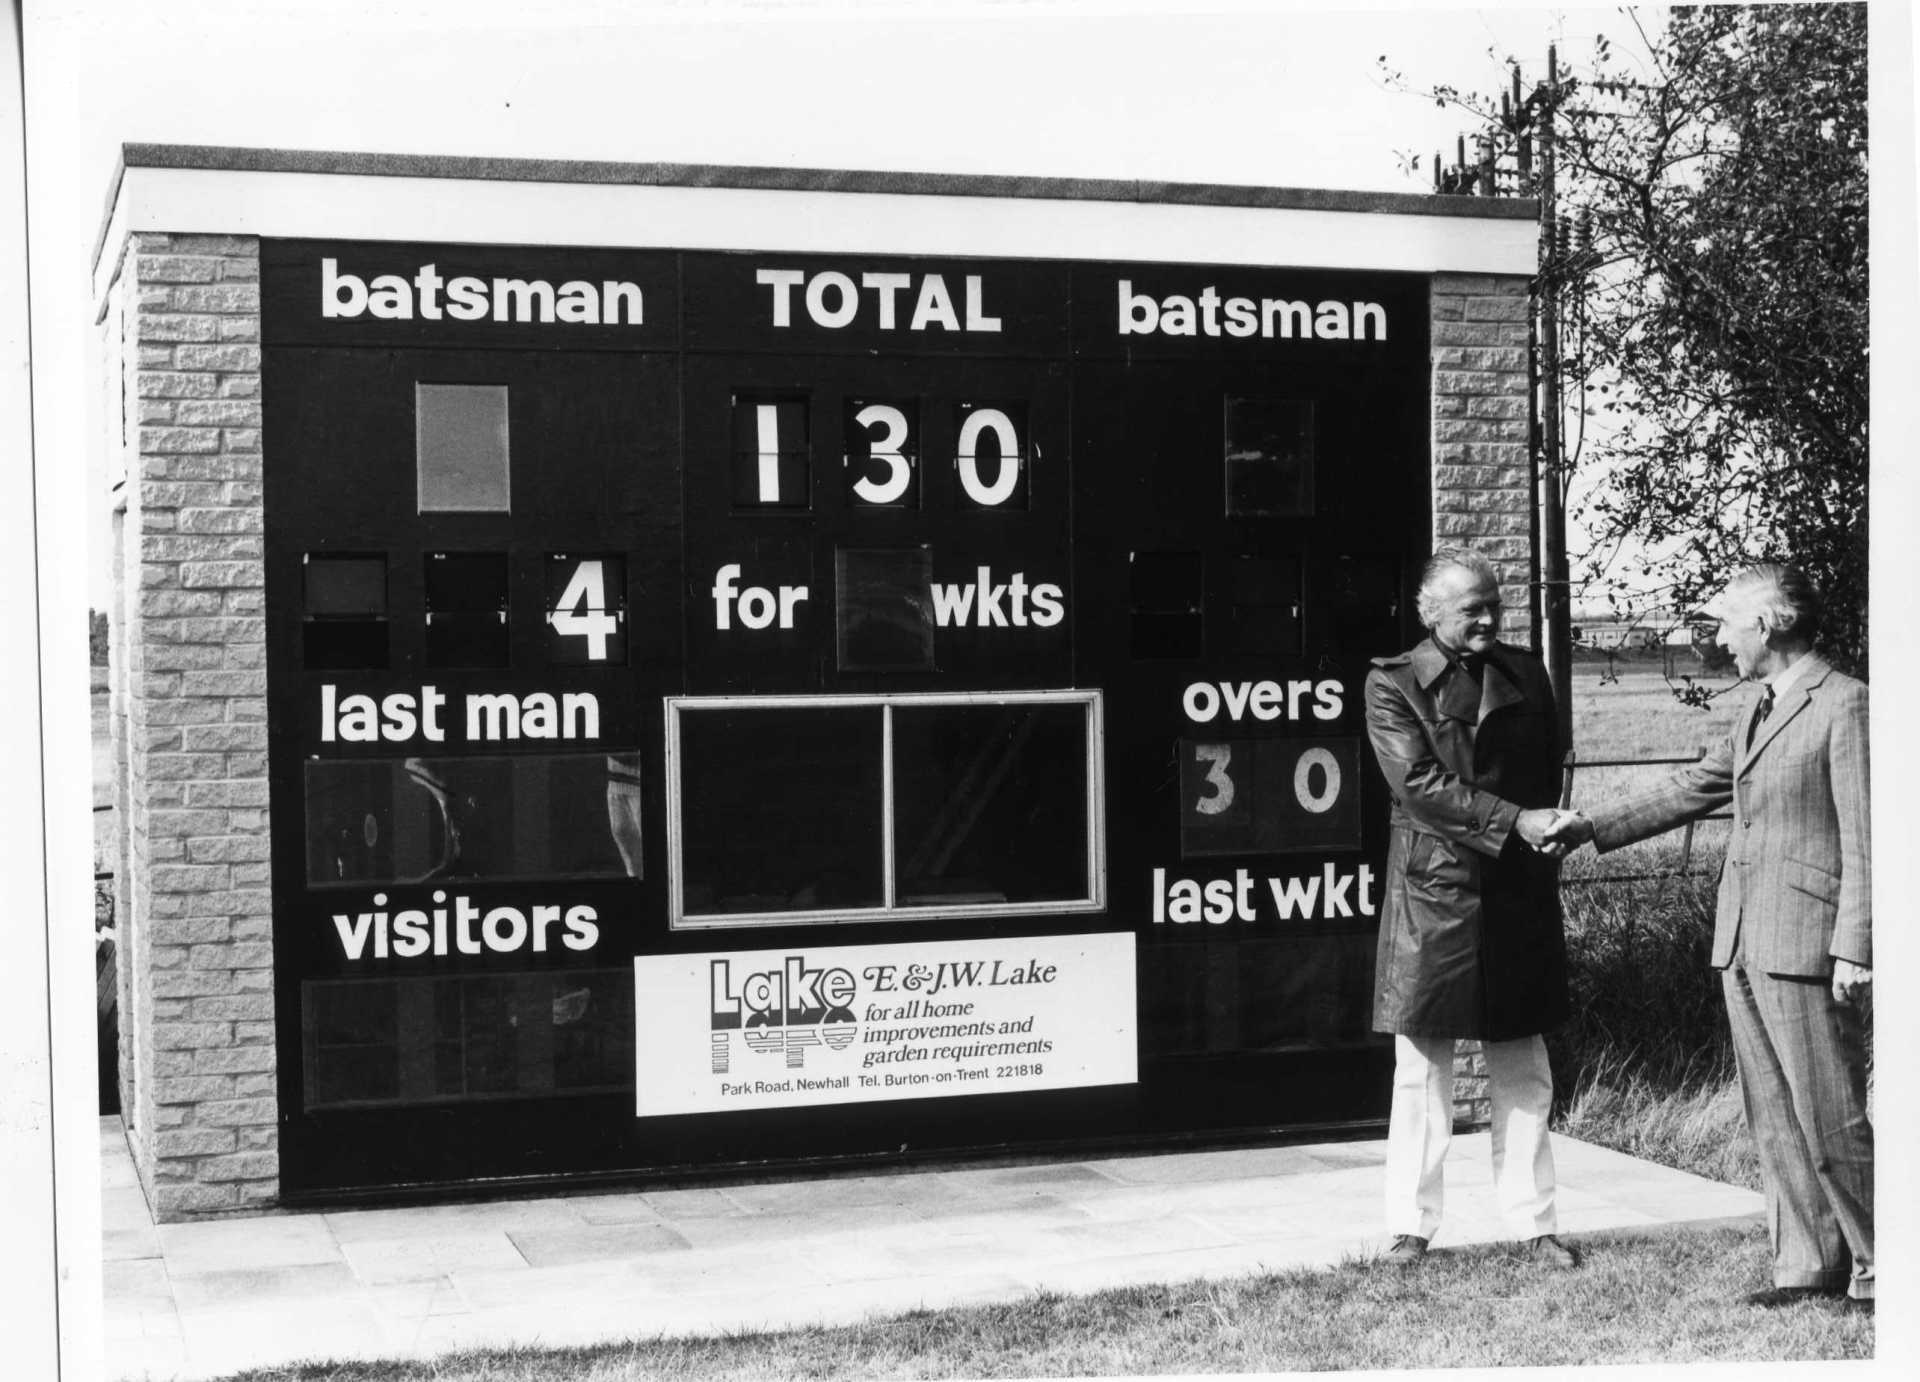 batsman TOTAL batsman
130
4 for wkts
last man overs
30
visitors last wkt
Lake E. & J.W. Lake
for all home
improvements and
garden requirements
Park Road, Newhall Tel. Burton-on-Trent 221818